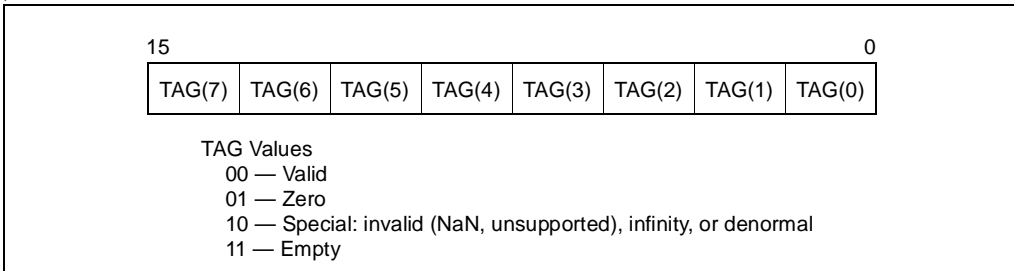 15 0
TAG(7) TAG(6) TAG(5) TAG(4) TAG(3) TAG(2) TAG(1) TAG(0)
TAG Values
00 — Valid
01 — Zero
10 — Special: invalid (NaN, unsupported), infinity, or denormal
11 — Empty